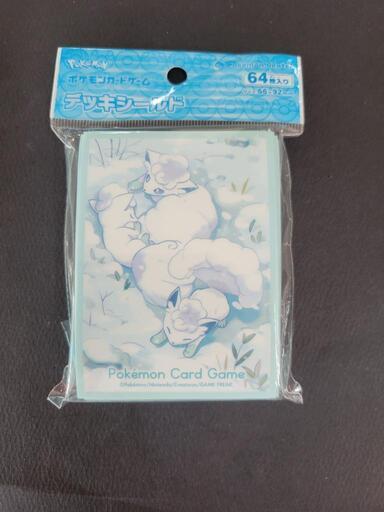 Pokémon
ポケモンカードゲーム
デッキシールド
64枚入り
Pokémon Card Game
©Pokémon/Nintendo/Creatures/GAME FREAK